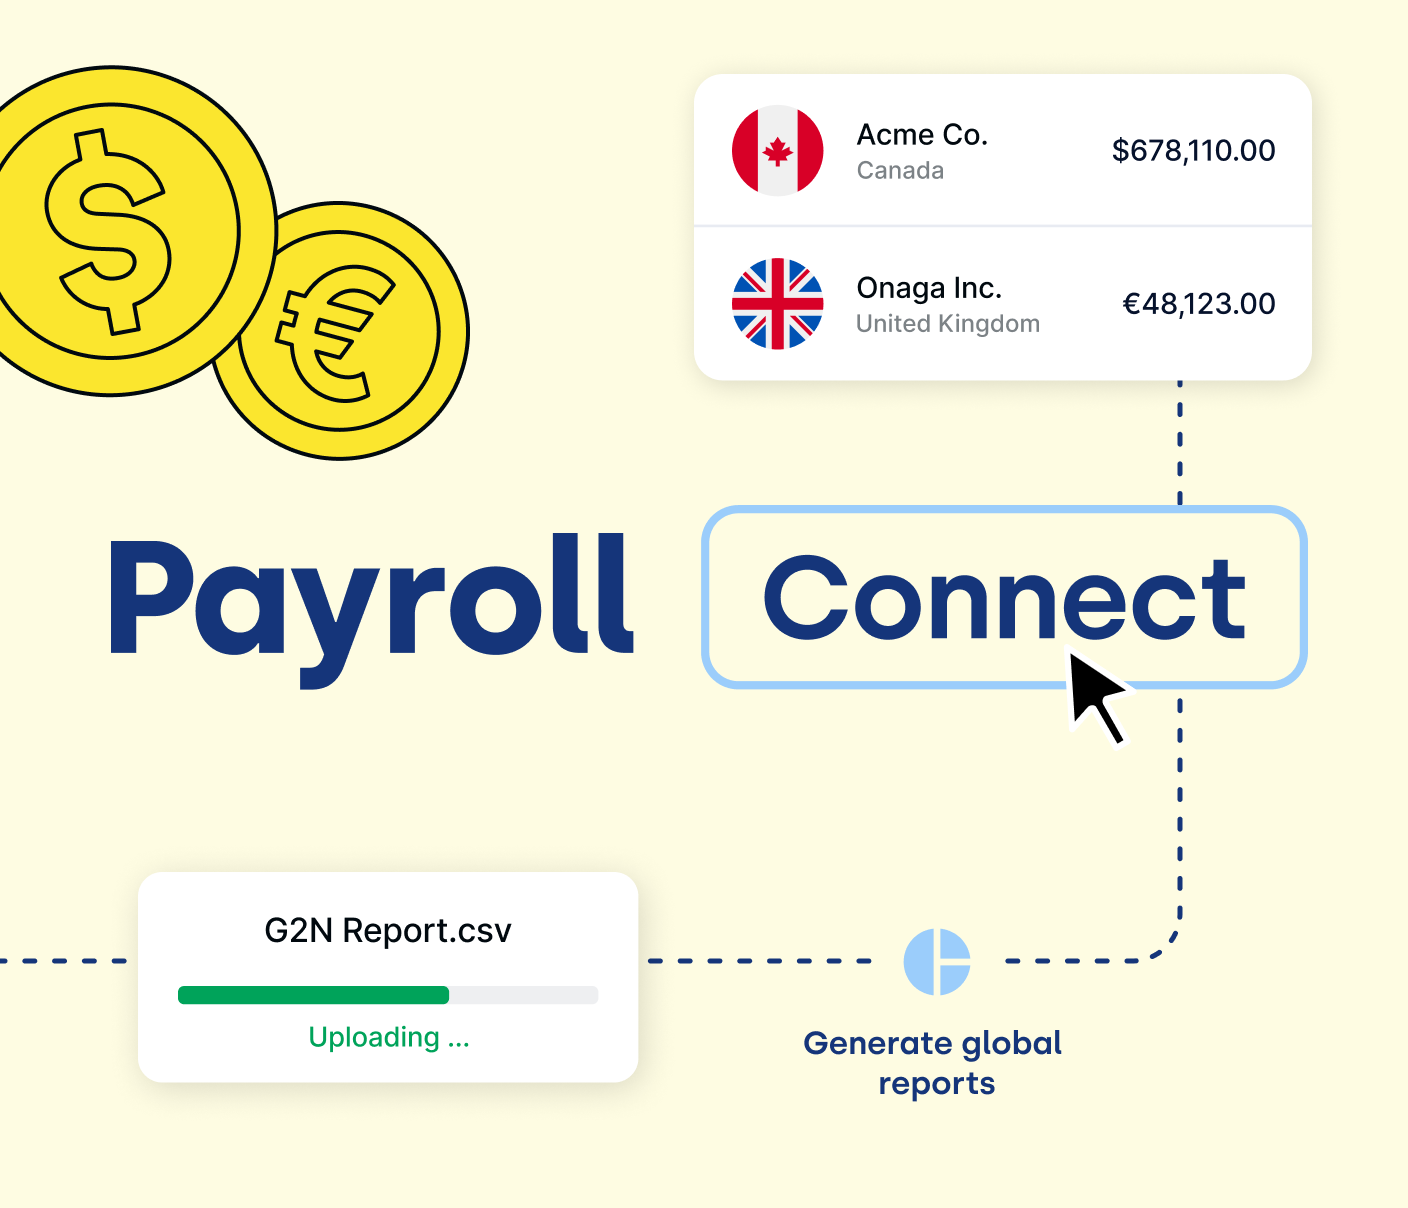 $
€
Acme Co.
Canada
$678,110.00
Onaga Inc.
United Kingdom
€48,123.00
Payroll
Connect
G2N Report.csv
Uploading ...
Generate global
reports